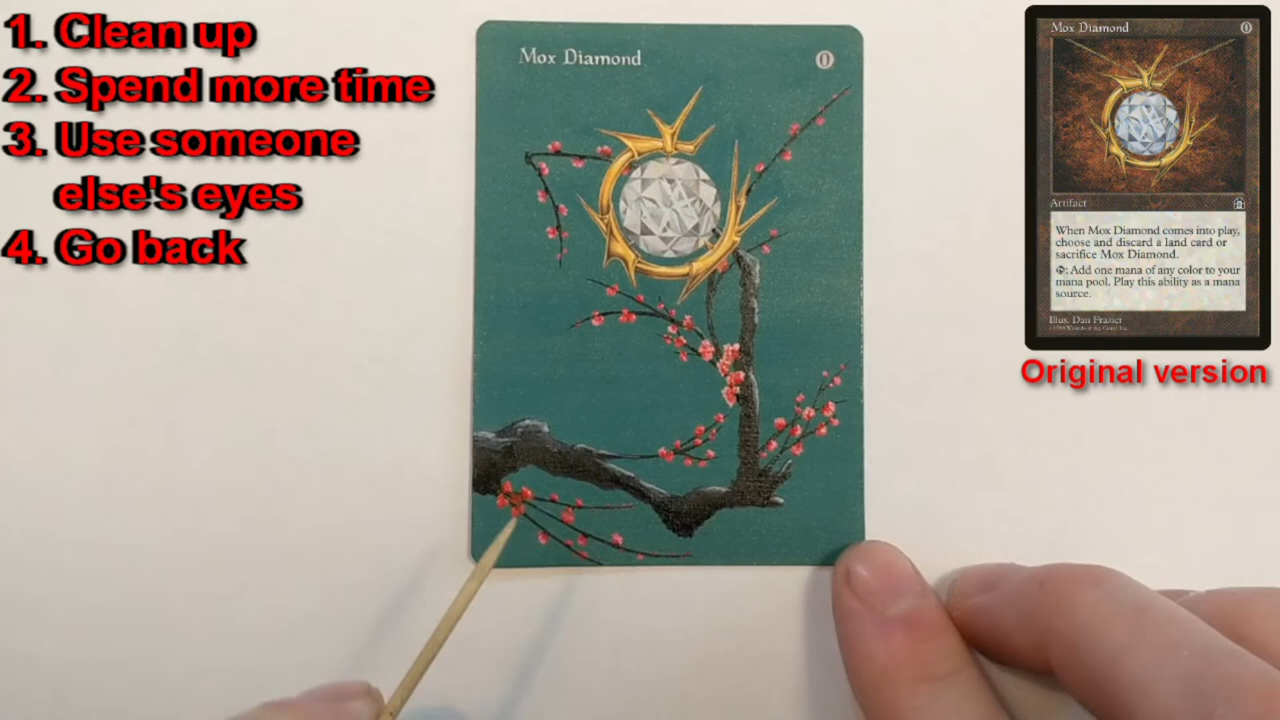 1. Clean up
2. Spend more time
3. Use someone
else's eyes
4. Go back
Mox Diamond 0
Mox Diamond 0
Artifact
When Mox Diamond comes into play,
choose and discard a land card or
sacrifice Mox Diamond.
: Add one mana of any color to your
mana pool. Play this ability as a mana
source.
Illus. Dan Frazier
Original version